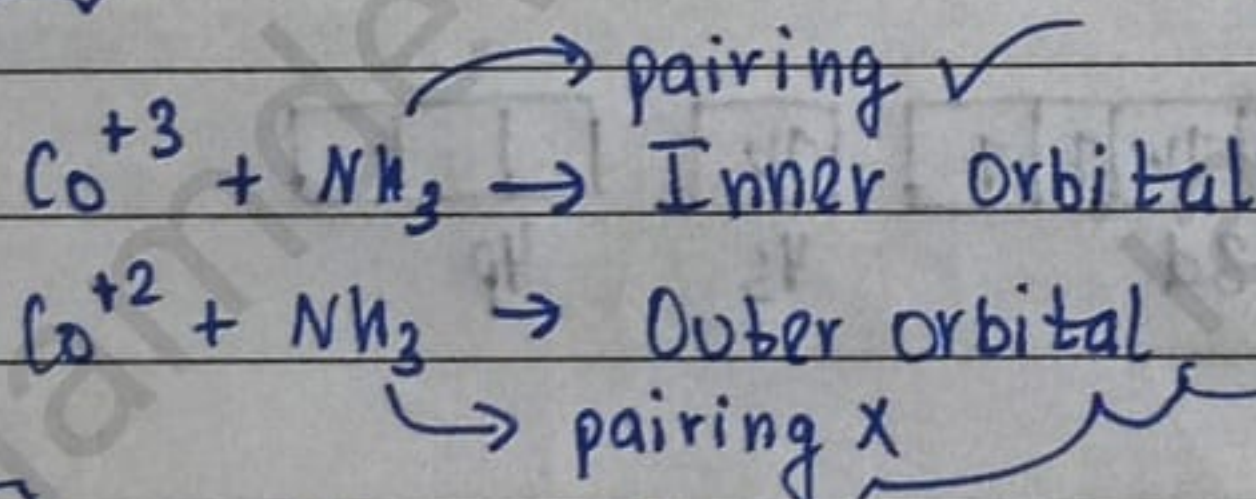 → pairing ✓
Co⁺³ + NH₃ → Inner orbital
Co⁺² + NH₃ → Outer orbital
→ pairing x